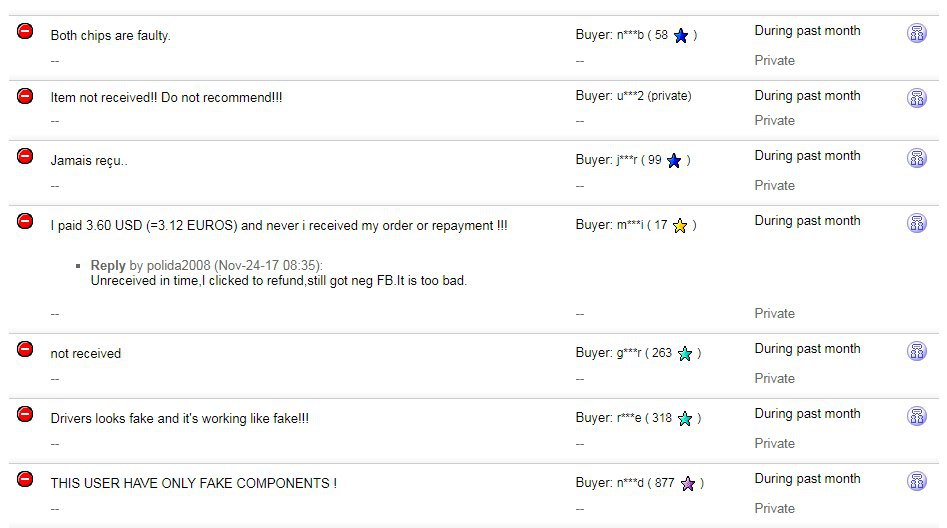 Both chips are faulty. Buyer: n***b ( 58 ) During past month
-- -- Private
Item not received!! Do not recommend!!! Buyer: u***2 (private) During past month
-- -- Private
Jamais reçu.. Buyer: j***r ( 99 ) During past month
-- -- Private
I paid 3.60 USD (=3.12 EUROS) and never i received my order or repayment !!! Buyer: m***i ( 17 ) During past month
Reply by polida2008 (Nov-24-17 08:35):
Unreceived in time,I clicked to refund,still got neg FB.It is too bad.
-- -- Private
not received Buyer: g***r ( 263 ) During past month
-- -- Private
Drivers looks fake and it's working like fake!!! Buyer: r***e ( 318 ) During past month
-- -- Private
THIS USER HAVE ONLY FAKE COMPONENTS ! Buyer: n***d ( 877 ) During past month
-- -- Private